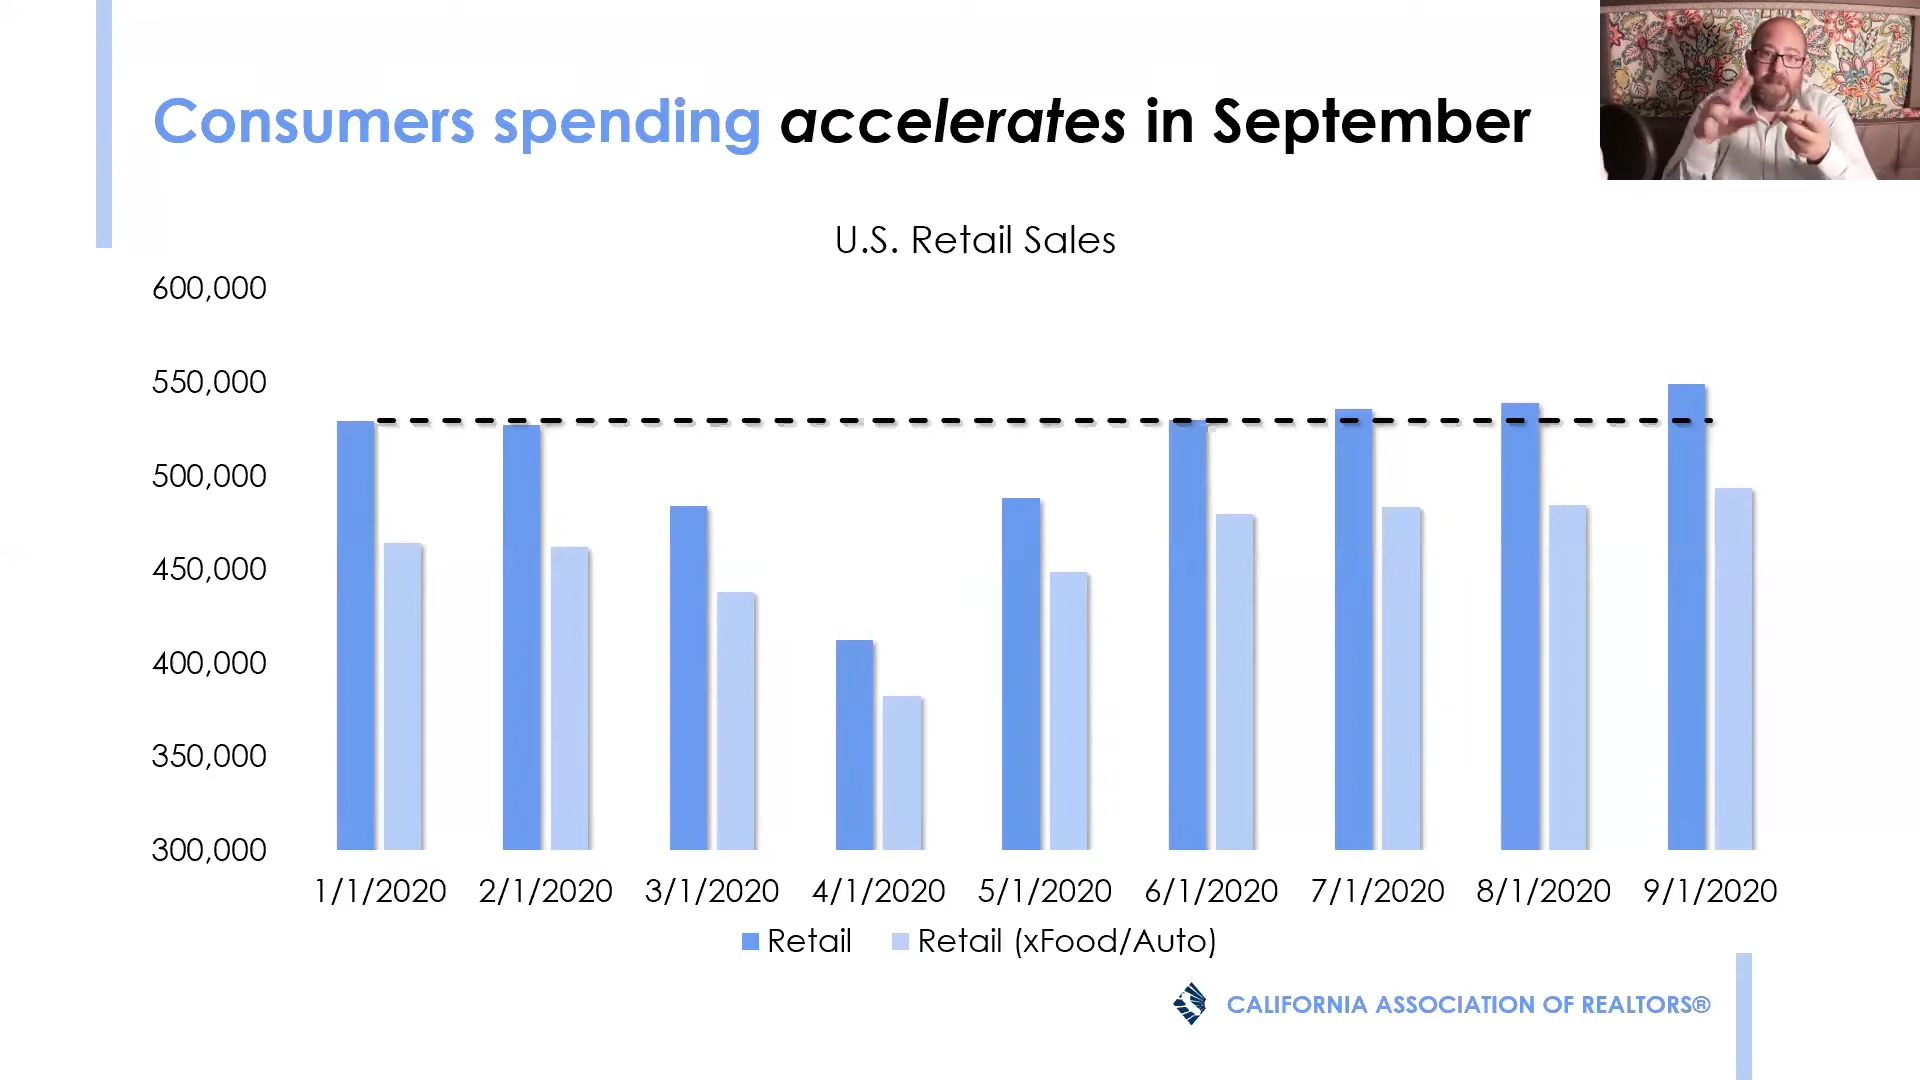 Consumers spending accelerates in September
U.S. Retail Sales
600,000
550,000
500,000
450,000
400,000
350,000
300,000
1/1/2020 2/1/2020 3/1/2020 4/1/2020 5/1/2020 6/1/2020 7/1/2020 8/1/2020 9/1/2020
Retail Retail (xFood/Auto)
CALIFORNIA ASSOCIATION OF REALTORS®